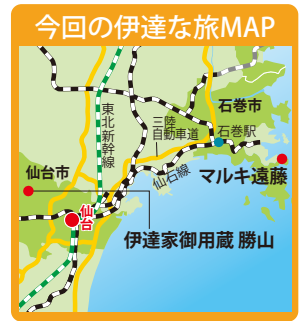 今回の伊達な旅MAP
東北新幹線
三陸
自動車道
石巻市
石巻駅
仙台市
仙石線
マルキ遠藤
仙台
伊達家御用蔵 勝山